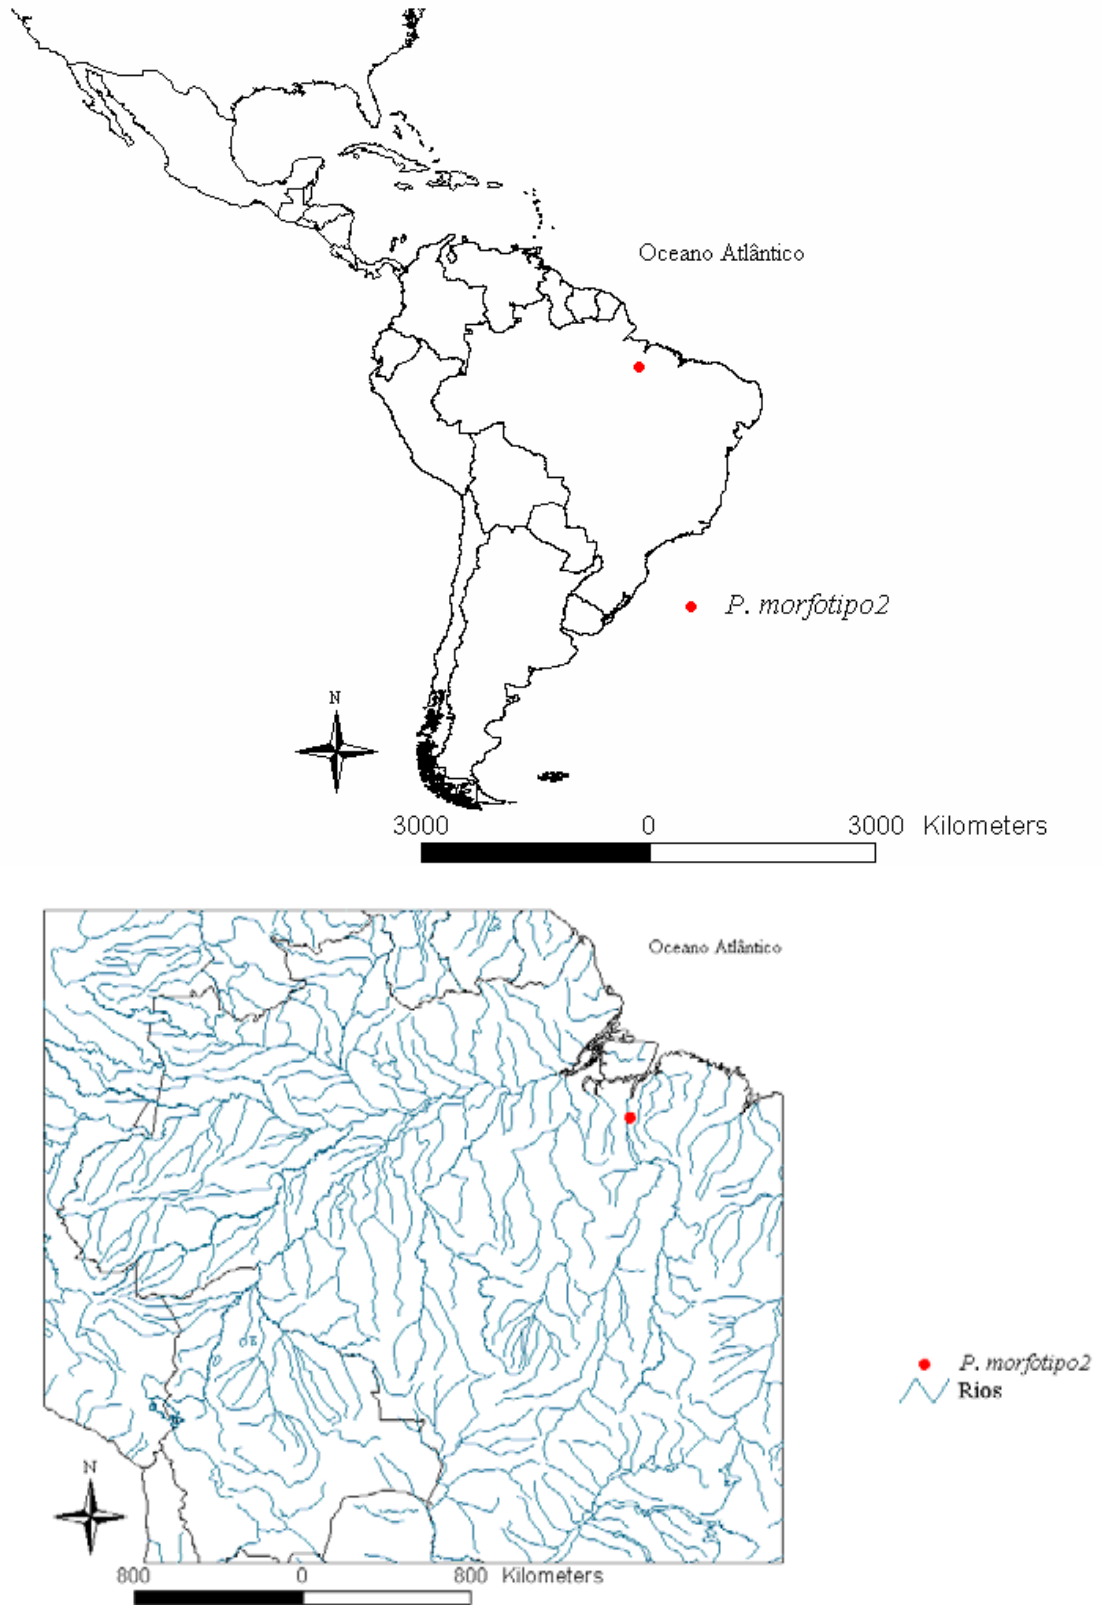 Oceano Atlântico
P. morfotipo2
N
3000 0 3000 Kilometers
Oceano Atlântico
P. morfotipo2
Rios
N
800 0 800 Kilometers